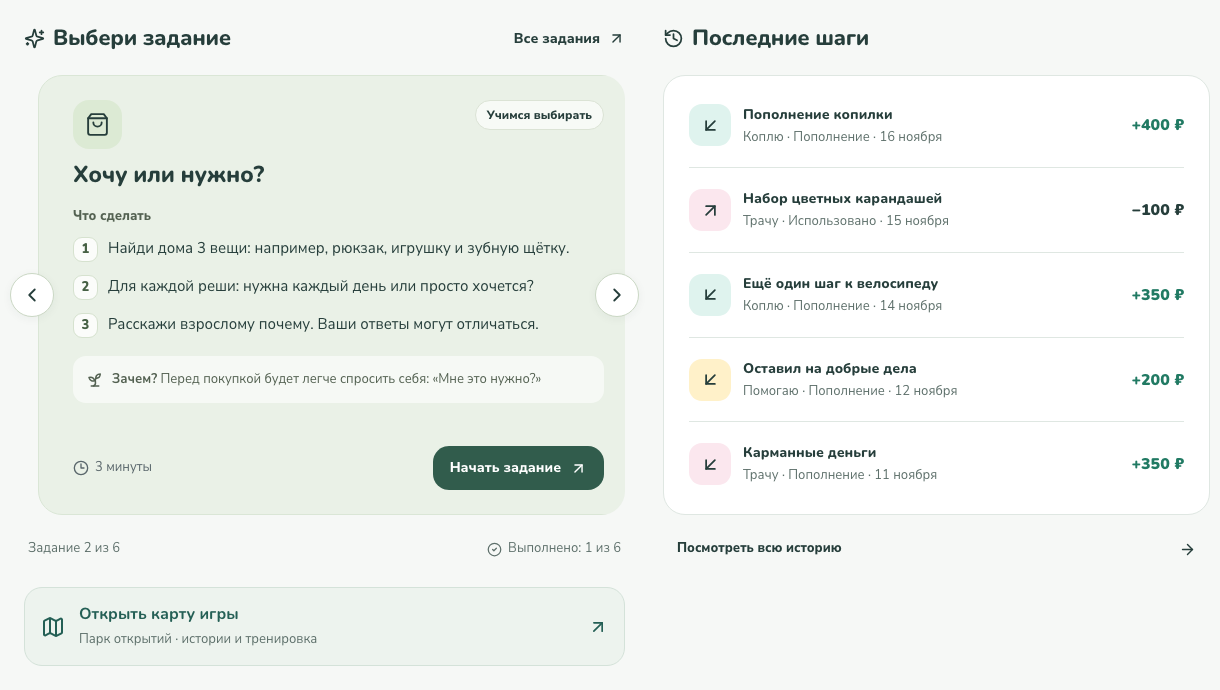 Выбери задание
Все задания
Учимся выбирать
Хочу или нужно?
Что сделать
1 Найди дома 3 вещи: например, рюкзак, игрушку и зубную щётку.
2 Для каждой реши: нужна каждый день или просто хочется?
3 Расскажи взрослому почему. Ваши ответы могут отличаться.
Зачем? Перед покупкой будет легче спросить себя: «Мне это нужно?»
3 минуты
Начать задание
Задание 2 из 6
Выполнено: 1 из 6
Открыть карту игры
Парк открытий · истории и тренировка
Последние шаги
Пополнение копилки
Коплю · Пополнение · 16 ноября
+400 ₽
Набор цветных карандашей
Трачу · Использовано · 15 ноября
−100 ₽
Ещё один шаг к велосипеду
Коплю · Пополнение · 14 ноября
+350 ₽
Оставил на добрые дела
Помогаю · Пополнение · 12 ноября
+200 ₽
Карманные деньги
Трачу · Пополнение · 11 ноября
+350 ₽
Посмотреть всю историю